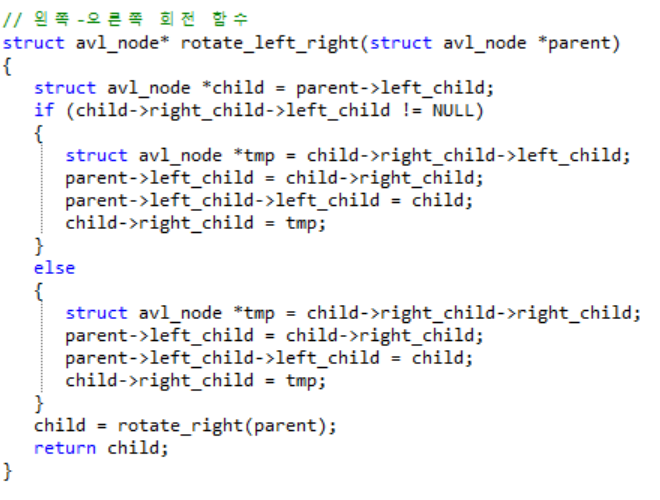 // 왼쪽-오른쪽 회전 함수
struct avl_node* rotate_left_right(struct avl_node *parent)
{
struct avl_node *child = parent->left_child;
if (child->right_child->left_child != NULL)
{
struct avl_node *tmp = child->right_child->left_child;
parent->left_child = child->right_child;
parent->left_child->left_child = child;
child->right_child = tmp;
}
else
{
struct avl_node *tmp = child->right_child->right_child;
parent->left_child = child->right_child;
parent->left_child->left_child = child;
child->right_child = tmp;
}
child = rotate_right(parent);
return child;
}